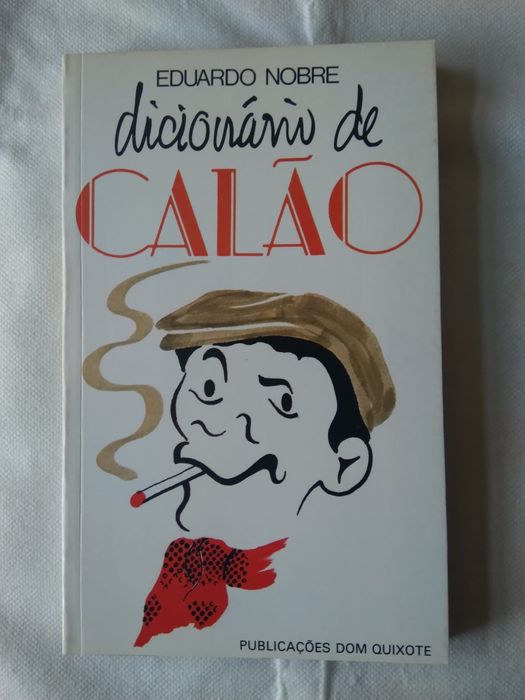 EDUARDO NOBRE
dicionário de
CALÃO
PUBLICAÇÕES DOM QUIXOTE